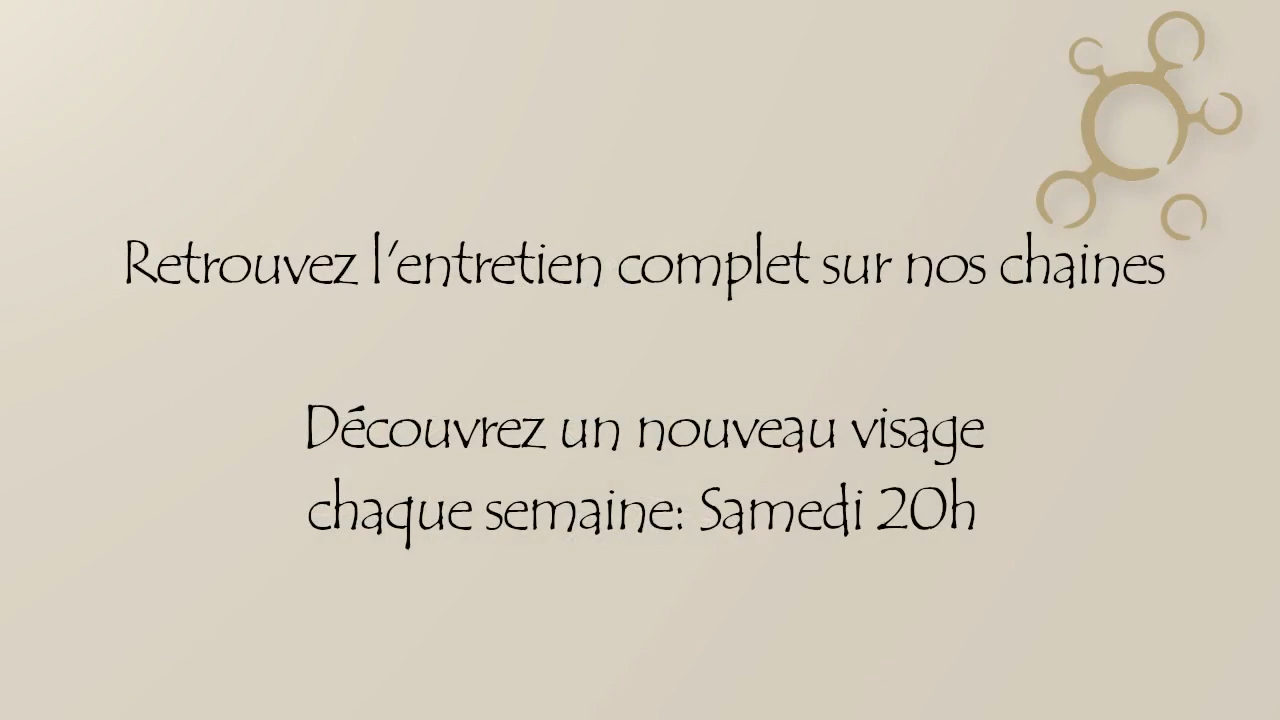 Retrouvez l'entretien complet sur nos chaines
Découvrez un nouveau visage
chaque semaine: Samedi 20h